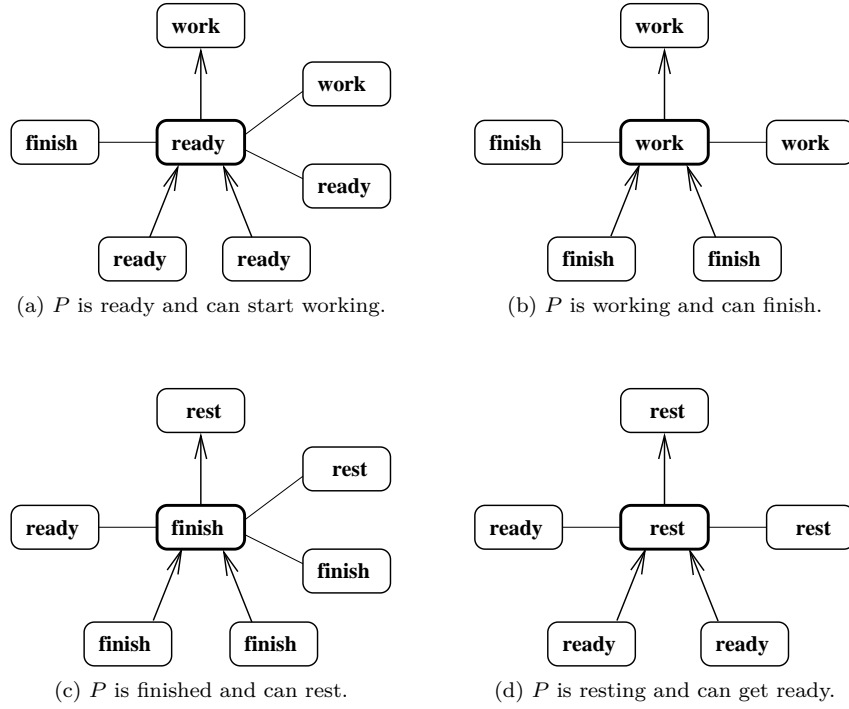 work
work
finish
ready
ready
ready
ready
(a) P is ready and can start working.
work
finish
work
work
finish
finish
(b) P is working and can finish.
rest
rest
ready
finish
finish
finish
finish
(c) P is finished and can rest.
rest
ready
rest
rest
ready
ready
(d) P is resting and can get ready.